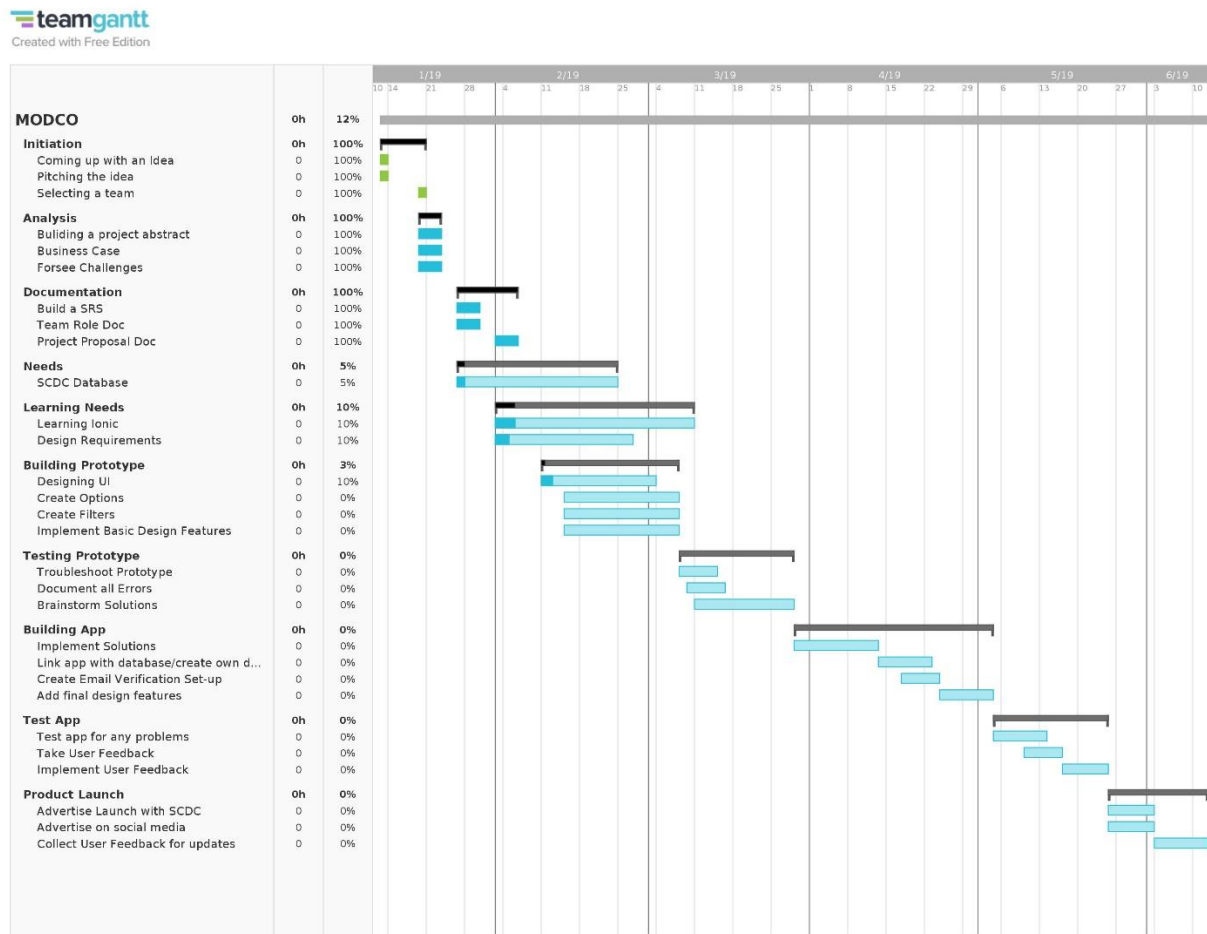 teamgantt
Created with Free Edition
1/19 2/19 3/19 4/19 5/19 6/19
10 14 21 28 4 11 18 25 4 11 18 25 1 8 15 22 29 6 13 20 27 3 10
MODCO 0h 12%
Initiation 0h 100%
Coming up with an Idea 0 100%
Pitching the idea 0 100%
Selecting a team 0 100%
Analysis 0h 100%
Buliding a project abstract 0 100%
Business Case 0 100%
Forsee Challenges 0 100%
Documentation 0h 100%
Build a SRS 0 100%
Team Role Doc 0 100%
Project Proposal Doc 0 100%
Needs 0h 5%
SCDC Database 0 5%
Learning Needs 0h 10%
Learning Ionic 0 10%
Design Requirements 0 10%
Building Prototype 0h 3%
Designing UI 0 10%
Create Options 0 0%
Create Filters 0 0%
Implement Basic Design Features 0 0%
Testing Prototype 0h 0%
Troubleshoot Prototype 0 0%
Document all Errors 0 0%
Brainstorm Solutions 0 0%
Building App 0h 0%
Implement Solutions 0 0%
Link app with database/create own d... 0 0%
Create Email Verification Set-up 0 0%
Add final design features 0 0%
Test App 0h 0%
Test app for any problems 0 0%
Take User Feedback 0 0%
Implement User Feedback 0 0%
Product Launch 0h 0%
Advertise Launch with SCDC 0 0%
Advertise on social media 0 0%
Collect User Feedback for updates 0 0%